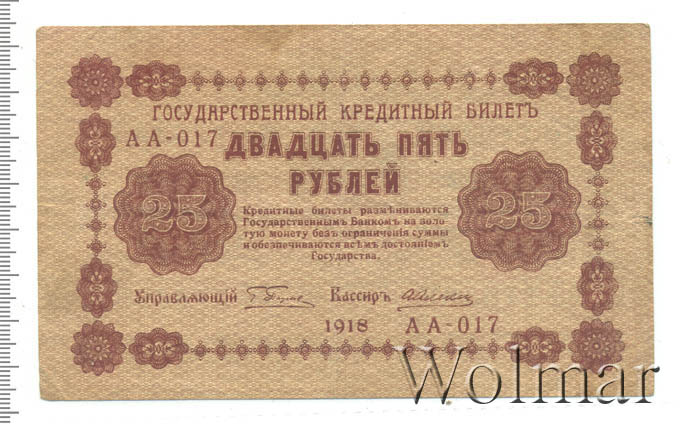 ГОСУДАРСТВЕННЫЙ КРЕДИТНЫЙ БИЛЕТЪ
АА-017 ДВАДЦАТЬ ПЯТЬ
РУБЛЕЙ
25
25
Кредитные билеты размѣниваются
Государственнымъ Банкомъ на золо-
тую монету безъ ограниченія суммы
и обезпечиваются всѣмъ достояніемъ
Государства.
Управляющій
Кассиръ
1918 АА-017
Wolmar